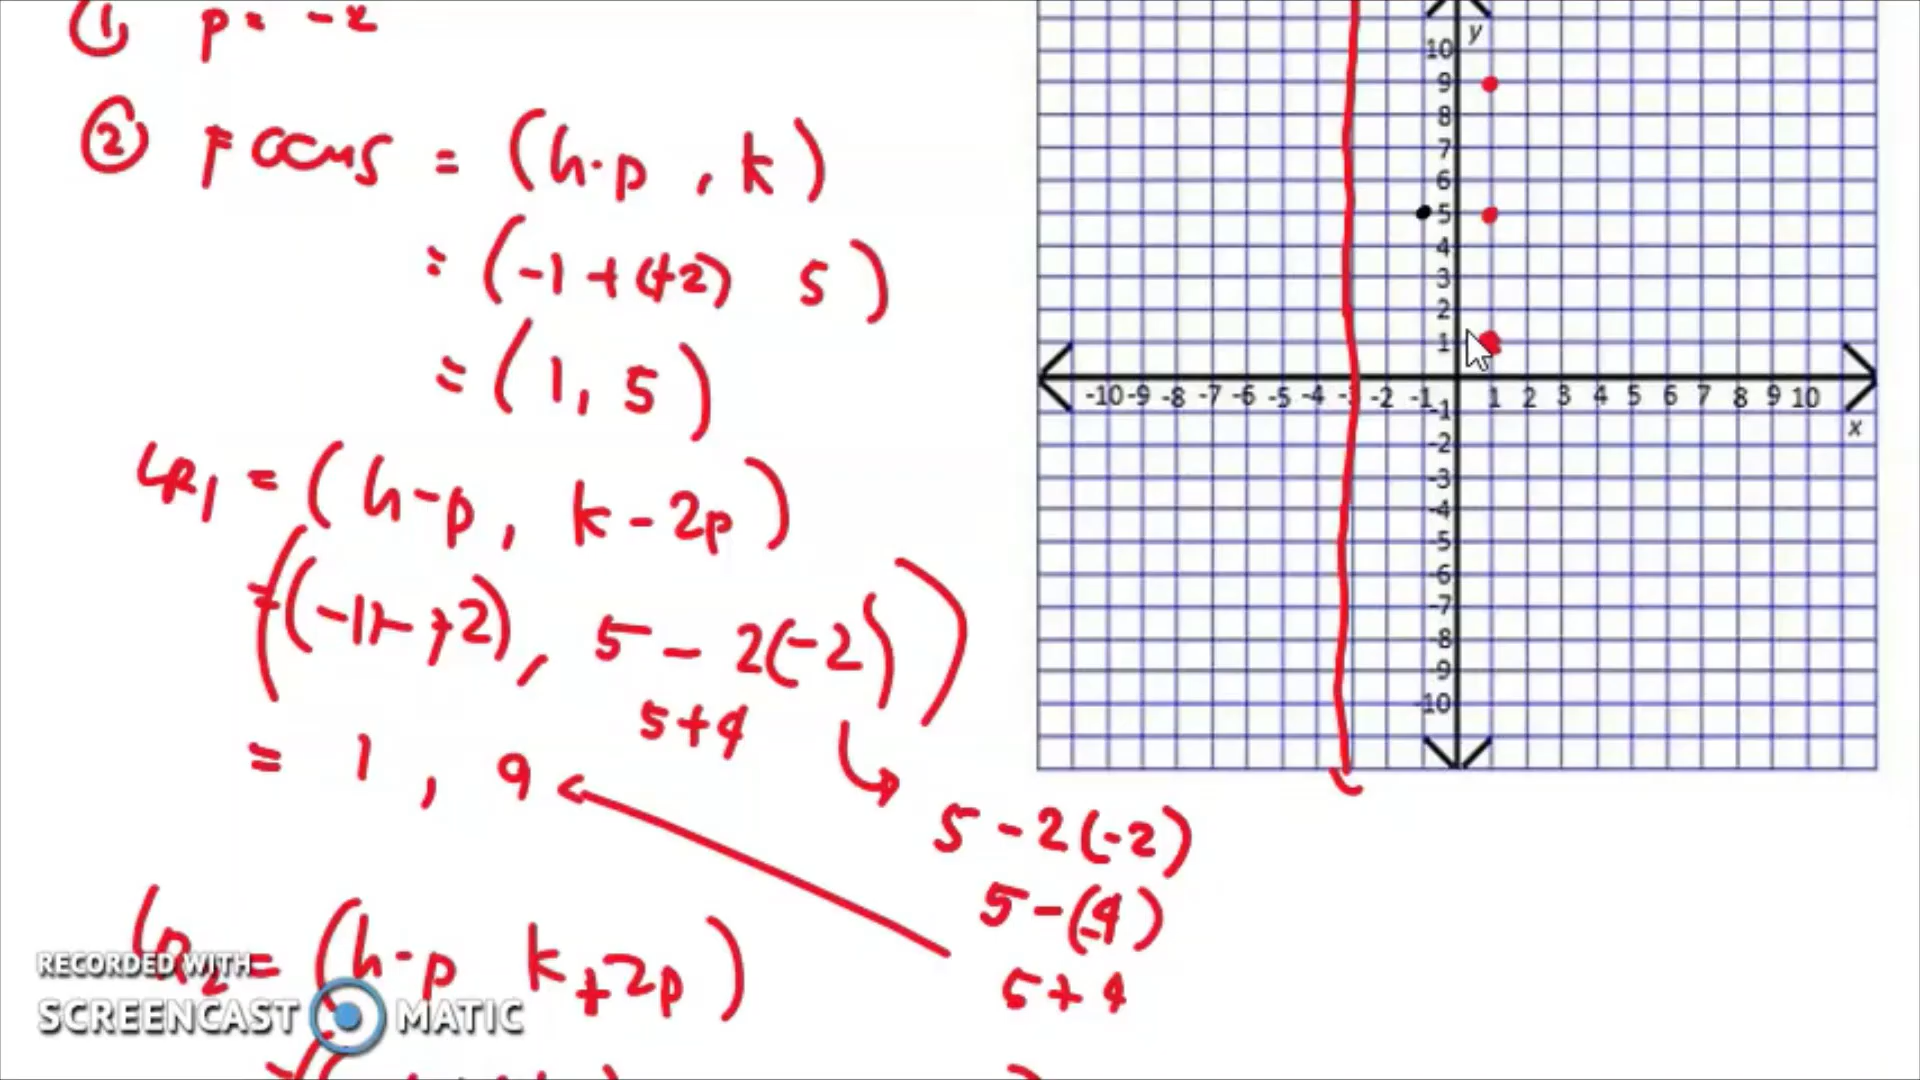 ① p = -2
② Focus = (h-p, k)
= (-1 + (+2) 5)
= (1, 5)
LR₁ = (h-p, k-2p)
=((-1+ +2), 5 - 2(-2))
5+4
= 1, 9
5-2(-2)
5-(-4)
5+4
LR₂ = (h-p k+2p)
RECORDED WITH
SCREENCAST MATIC
y
10
9
8
7
6
5
4
3
2
1
-10 -9 -8 -7 -6 -5 -4 -2 -1 1 2 3 4 5 6 7 8 9 10
x
-1
-2
-3
-4
-5
-6
-7
-8
-9
-10